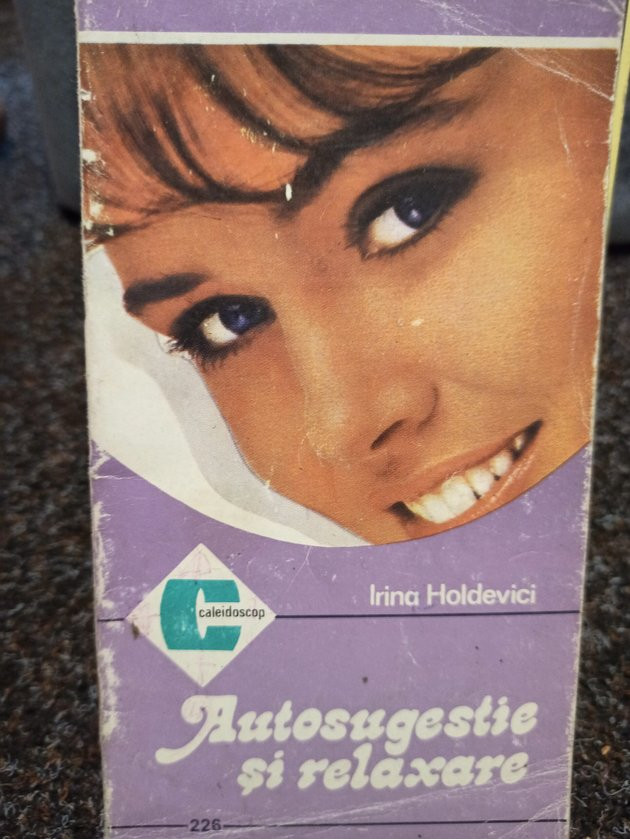 Irina Holdevici
C
caleidoscop
Autosugestie
și relaxare
226